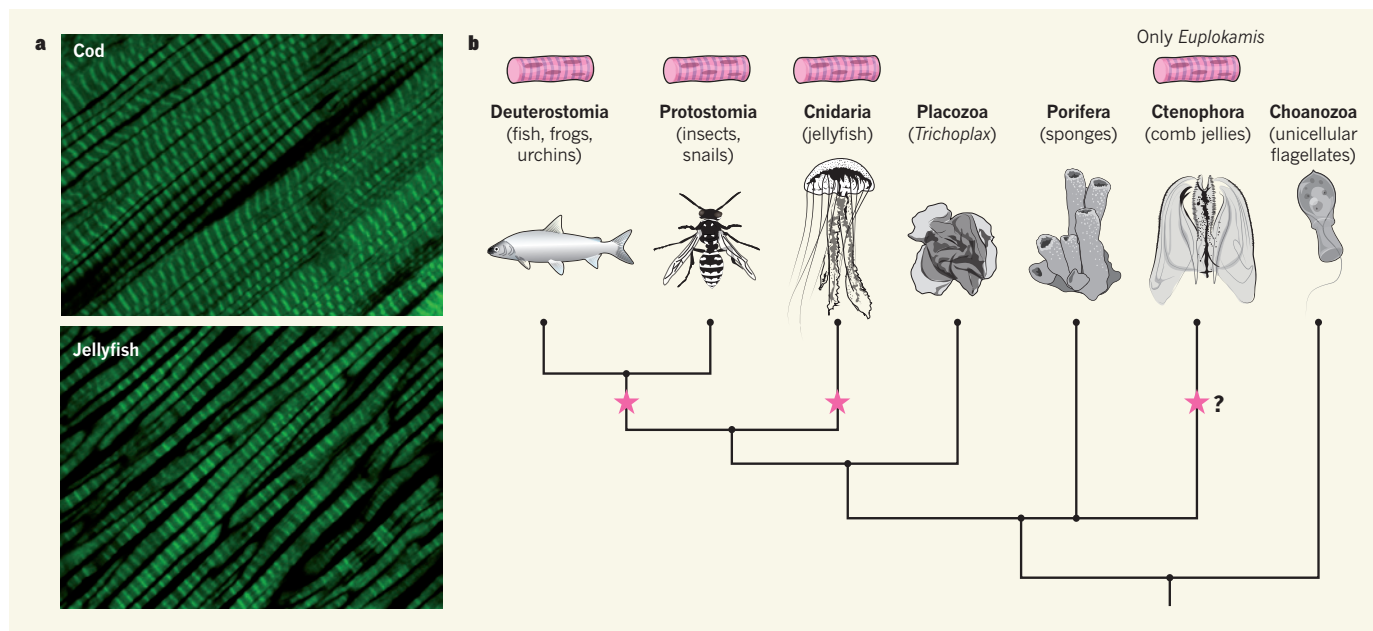 a
Cod
Jellyfish
b
Only Euplokamis
Deuterostomia
(fish, frogs,
urchins)
Protostomia
(insects,
snails)
Cnidaria
(jellyfish)
Placozoa
(Trichoplax)
Porifera
(sponges)
Ctenophora
(comb jellies)
Choanozoa
(unicellular
flagellates)
?